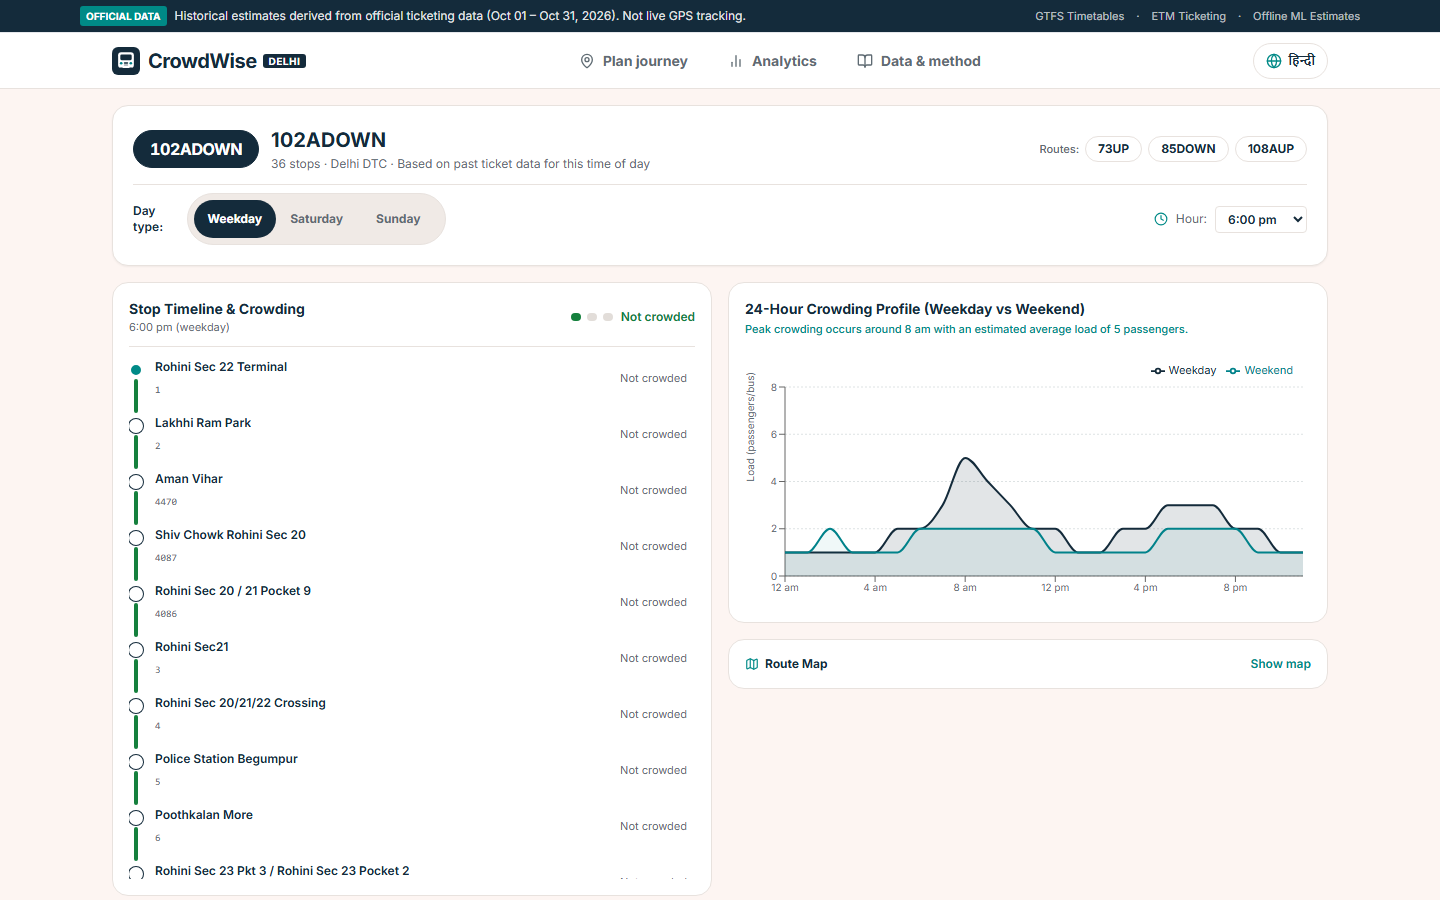 OFFICIAL DATA Historical estimates derived from official ticketing data (Oct 01 – Oct 31, 2026). Not live GPS tracking. GTFS Timetables · ETM Ticketing · Offline ML Estimates
CrowdWise DELHI Plan journey Analytics Data & method हिन्दी
102ADOWN
102ADOWN
36 stops · Delhi DTC · Based on past ticket data for this time of day
Routes: 73UP 85DOWN 108AUP
Day type: Weekday Saturday Sunday
Hour: 6:00 pm
Stop Timeline & Crowding
6:00 pm (weekday)
Not crowded
Rohini Sec 22 Terminal
1
Not crowded
Lakhhi Ram Park
2
Not crowded
Aman Vihar
4470
Not crowded
Shiv Chowk Rohini Sec 20
4087
Not crowded
Rohini Sec 20 / 21 Pocket 9
4086
Not crowded
Rohini Sec21
3
Not crowded
Rohini Sec 20/21/22 Crossing
4
Not crowded
Police Station Begumpur
5
Not crowded
Poothkalan More
6
Not crowded
Rohini Sec 23 Pkt 3 / Rohini Sec 23 Pocket 2
24-Hour Crowding Profile (Weekday vs Weekend)
Peak crowding occurs around 8 am with an estimated average load of 5 passengers.
Weekday Weekend
Load (passengers/bus)
8
6
4
2
0
12 am 4 am 8 am 12 pm 4 pm 8 pm
Route Map Show map